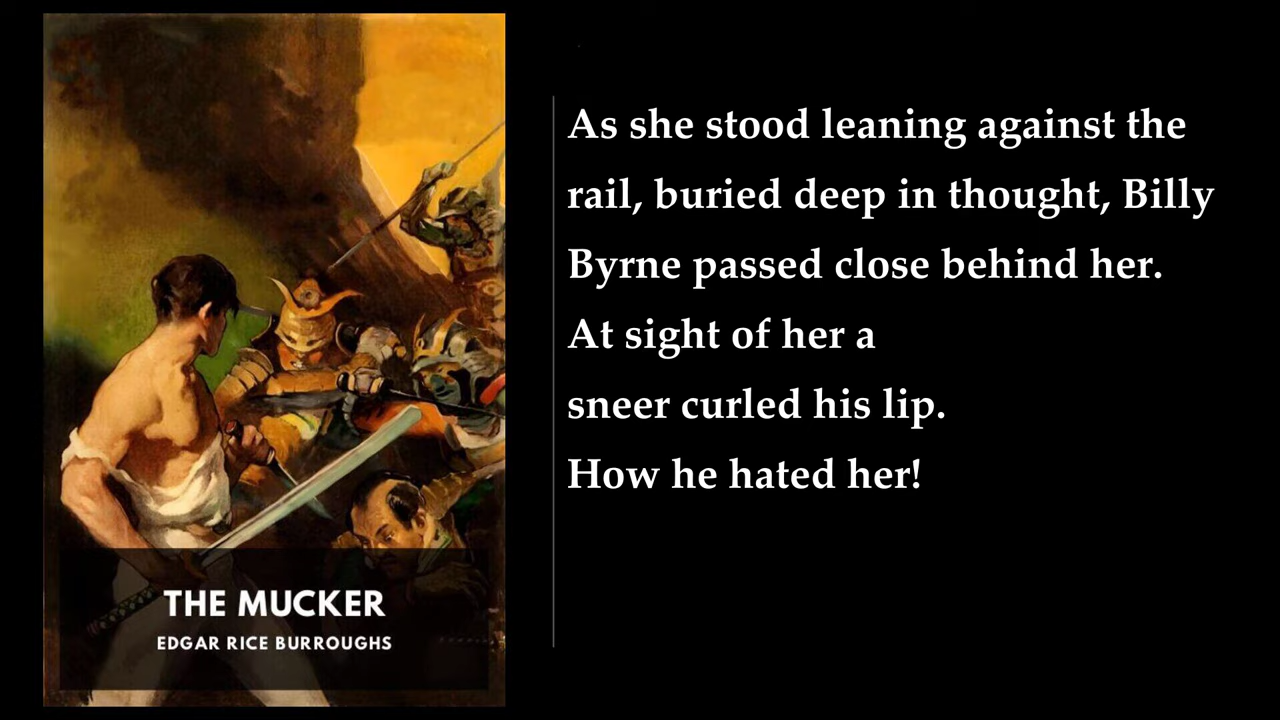 THE MUCKER
EDGAR RICE BURROUGHS
As she stood leaning against the
rail, buried deep in thought, Billy
Byrne passed close behind her.
At sight of her a
sneer curled his lip.
How he hated her!